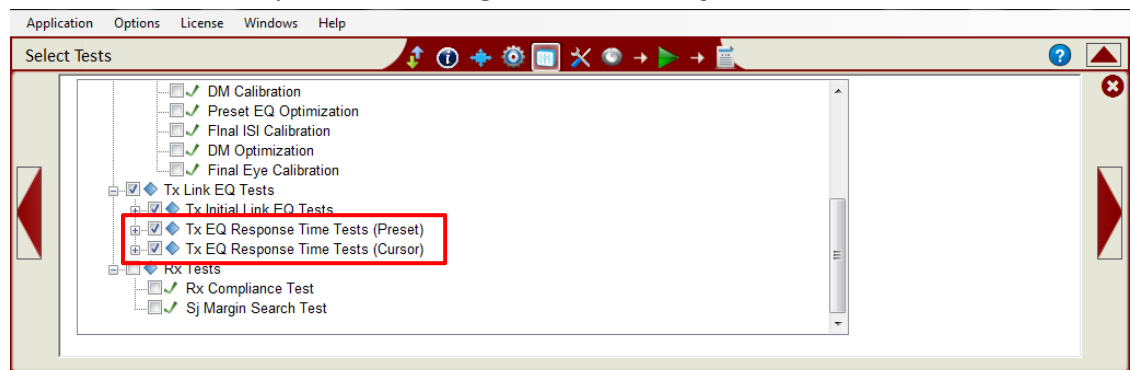 Application Options License Windows Help
Select Tests
DM Calibration
Preset EQ Optimization
FInal ISI Calibration
DM Optimization
Final Eye Calibration
Tx Link EQ Tests
Tx Initial Link EQ Tests
Tx EQ Response Time Tests (Preset)
Tx EQ Response Time Tests (Cursor)
Rx Tests
Rx Compliance Test
Sj Margin Search Test